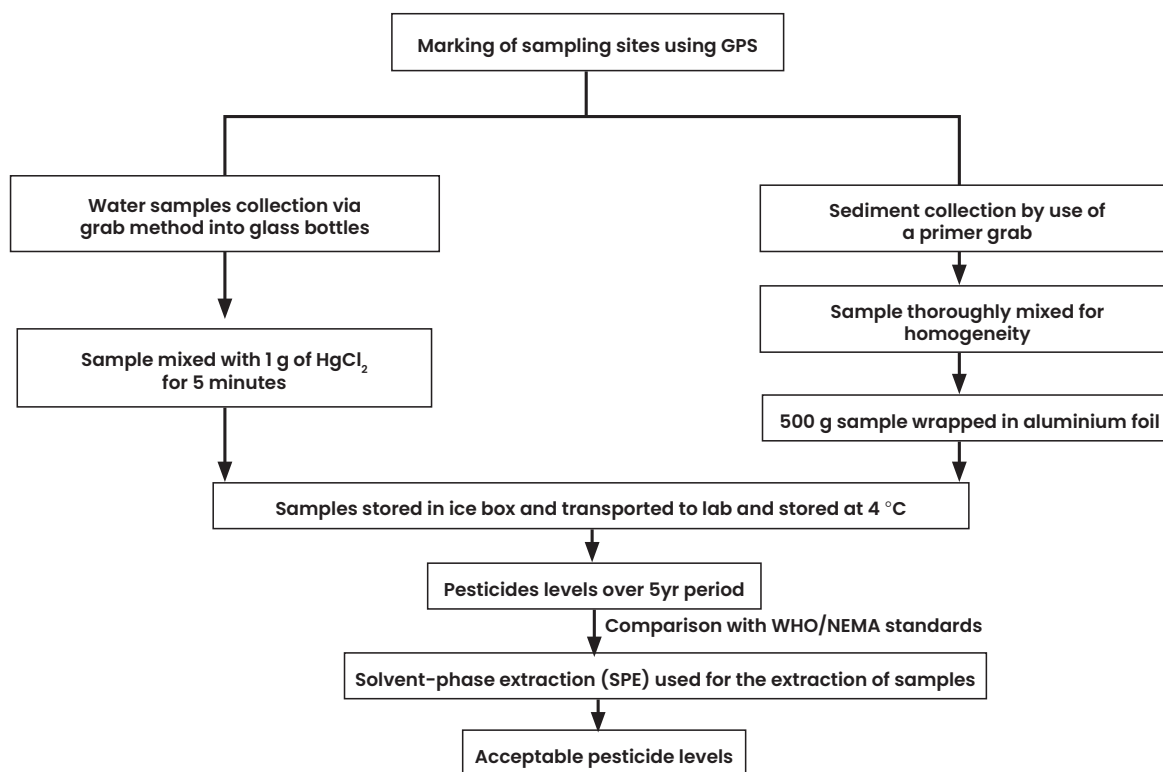 Marking of sampling sites using GPS
Water samples collection via
grab method into glass bottles
Sample mixed with 1 g of HgCl₂
for 5 minutes
Sediment collection by use of
a primer grab
Sample thoroughly mixed for
homogeneity
500 g sample wrapped in aluminium foil
Samples stored in ice box and transported to lab and stored at 4 °C
Pesticides levels over 5yr period
Comparison with WHO/NEMA standards
Solvent-phase extraction (SPE) used for the extraction of samples
Acceptable pesticide levels